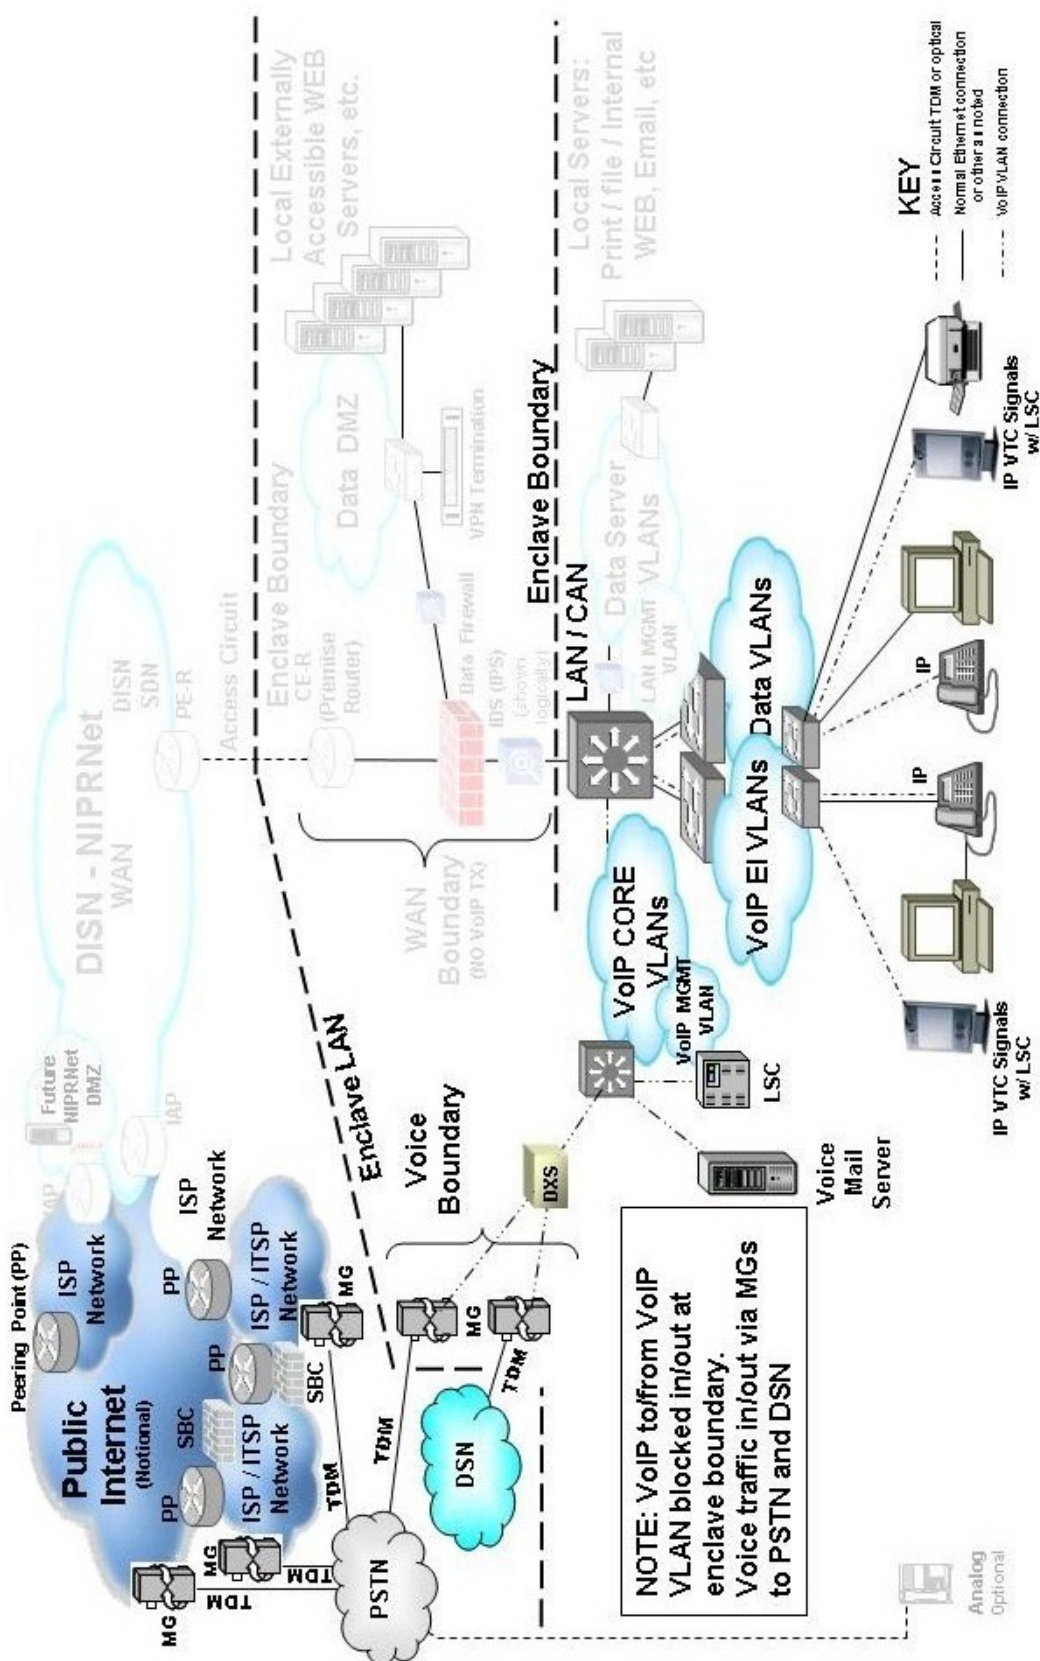 DISN - NIPRNet
WAN
DISN
SDN
PE-R
Access Circuit
Future
NIPRNet
DMZ
IAP
IAP
Peering Point (PP)
ISP
Network
ISP
Network
PP
Public
Internet
(Notional)
SBC
PP
SBC
ISP / ITSP
Network
PP
ISP / ITSP
Network
MG
MG
MG
TDM
TDM
TDM
TDM
TDM
PSTN
DSN
MG
Enclave LAN
Voice
Boundary
DXS
Enclave Boundary
CE-R
(Premise
Router)
WAN
Boundary
(NO VoIP TX)
Data Firewall
IDS (IPS)
(shown
logically)
Data DMZ
VPN Termination
Local Externally
Accessible WEB
Servers, etc.
Enclave Boundary
LAN / CAN
Data Server
VLANs
LAN MGMT
VLAN
Local Servers:
Print / file / Internal
WEB, Email, etc
VoIP CORE
VLANs
VoIP MGMT
VLAN
LSC
Voice
Mail
Server
VoIP EI VLANs
Data VLANs
IP
IP
IP VTC Signals
w/ LSC
IP VTC Signals
w/ LSC
NOTE: VoIP to/from VoIP
VLAN blocked in/out at
enclave boundary.
Voice traffic in/out via MGs
to PSTN and DSN
Analog
Optional
KEY
Access Circuit TDM or optical
Normal Ethernet connection
or other as noted
VoIP VLAN connection